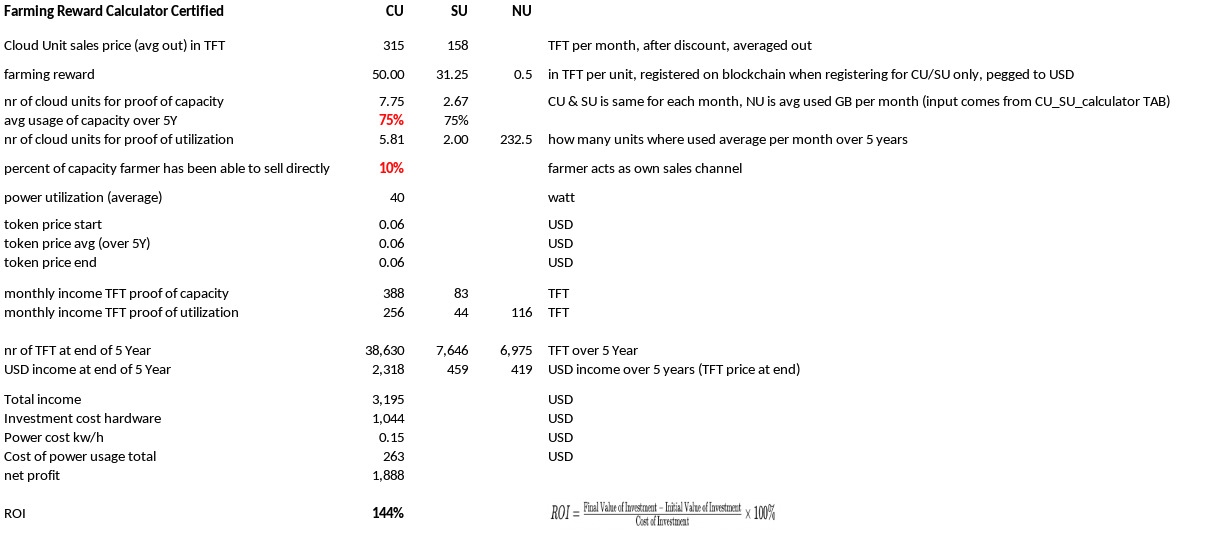 Farming Reward Calculator Certified CU SU NU
Cloud Unit sales price (avg out) in TFT 315 158 TFT per month, after discount, averaged out
farming reward 50.00 31.25 0.5 in TFT per unit, registered on blockchain when registering for CU/SU only, pegged to USD
nr of cloud units for proof of capacity 7.75 2.67 CU & SU is same for each month, NU is avg used GB per month (input comes from CU_SU_calculator TAB)
avg usage of capacity over 5Y 75% 75%
nr of cloud units for proof of utilization 5.81 2.00 232.5 how many units where used average per month over 5 years
percent of capacity farmer has been able to sell directly 10% farmer acts as own sales channel
power utilization (average) 40 watt
token price start 0.06 USD
token price avg (over 5Y) 0.06 USD
token price end 0.06 USD
monthly income TFT proof of capacity 388 83 TFT
monthly income TFT proof of utilization 256 44 116 TFT
nr of TFT at end of 5 Year 38,630 7,646 6,975 TFT over 5 Year
USD income at end of 5 Year 2,318 459 419 USD income over 5 years (TFT price at end)
Total income 3,195 USD
Investment cost hardware 1,044 USD
Power cost kw/h 0.15 USD
Cost of power usage total 263 USD
net profit 1,888
ROI 144% ROI = Final Value of Investment − Initial Value of Investment / Cost of Investment × 100%